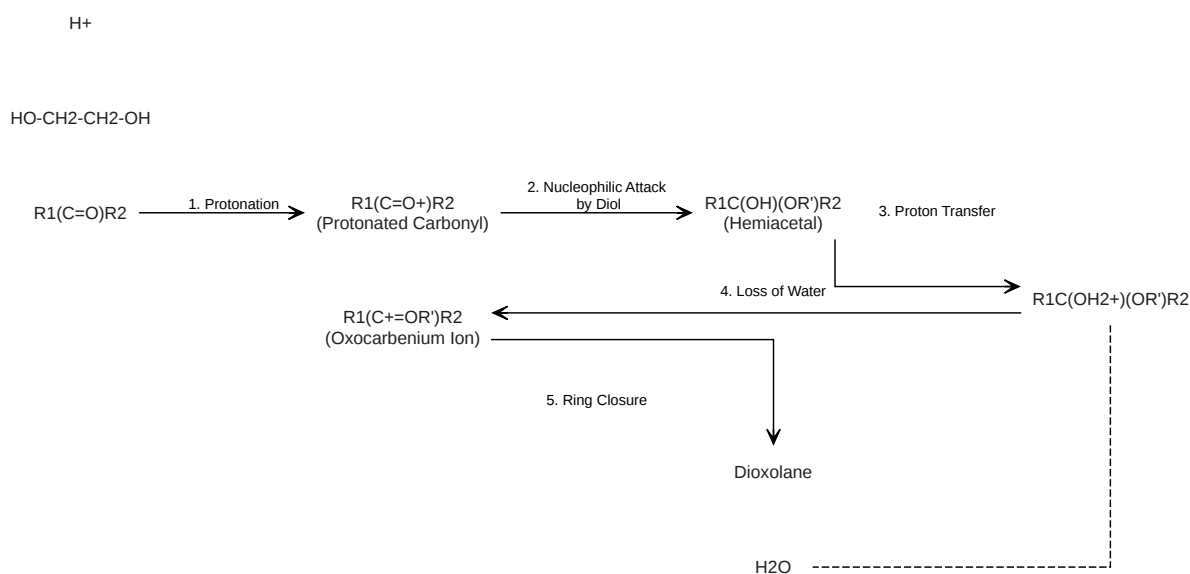 H+
HO-CH2-CH2-OH
R1(C=O)R2
1. Protonation
R1(C=O+)R2
(Protonated Carbonyl)
2. Nucleophilic Attack
by Diol
R1C(OH)(OR')R2
(Hemiacetal)
3. Proton Transfer
R1C(OH2+)(OR')R2
4. Loss of Water
R1(C+=OR')R2
(Oxocarbenium Ion)
5. Ring Closure
Dioxolane
H2O